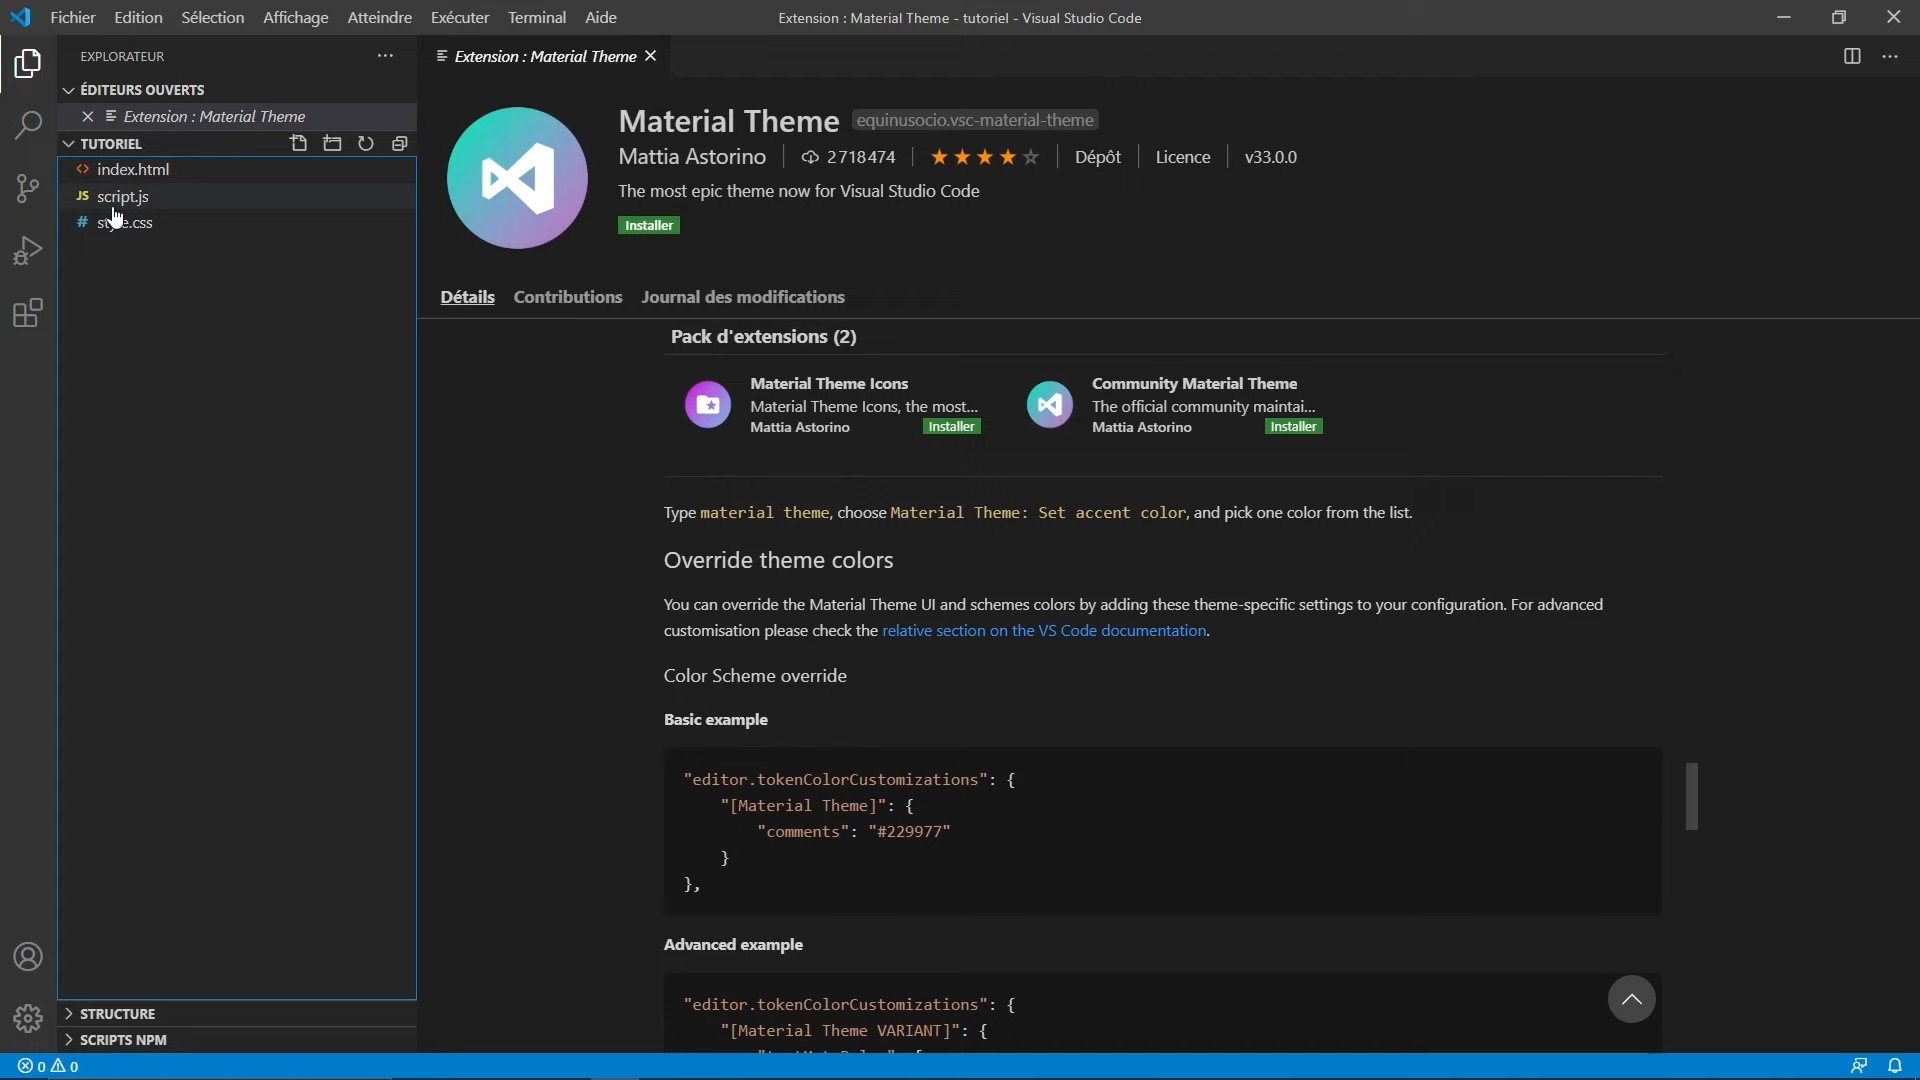 Fichier Edition Sélection Affichage Atteindre Exécuter Terminal Aide
Extension : Material Theme - tutoriel - Visual Studio Code
EXPLORATEUR
ÉDITEURS OUVERTS
Extension : Material Theme
TUTORIEL
index.html
JS script.js
# style.css
STRUCTURE
SCRIPTS NPM
Extension : Material Theme
Material Theme equinusocio.vsc-material-theme
Mattia Astorino 2 718 474 Dépôt Licence v33.0.0
The most epic theme now for Visual Studio Code
Installer
Détails Contributions Journal des modifications
Pack d'extensions (2)
Material Theme Icons
Material Theme Icons, the most...
Mattia Astorino Installer
Community Material Theme
The official community maintai...
Mattia Astorino Installer
Type material theme, choose Material Theme: Set accent color, and pick one color from the list.
Override theme colors
You can override the Material Theme UI and schemes colors by adding these theme-specific settings to your configuration. For advanced
customisation please check the relative section on the VS Code documentation.
Color Scheme override
Basic example
"editor.tokenColorCustomizations": {
"[Material Theme]": {
"comments": "#229977"
}
},
Advanced example
"editor.tokenColorCustomizations": {
"[Material Theme VARIANT]": {
0 0